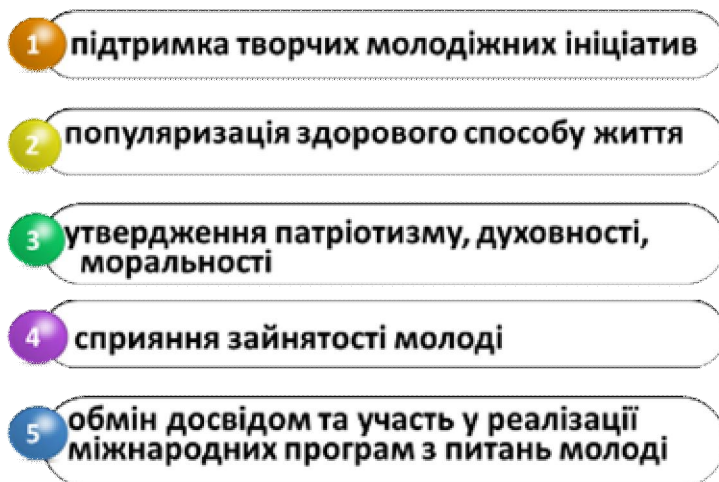 1 підтримка творчих молодіжних ініціатив
2 популяризація здорового способу життя
3 утвердження патріотизму, духовності,
моральності
4 сприяння зайнятості молоді
5 обмін досвідом та участь у реалізації
міжнародних програм з питань молоді